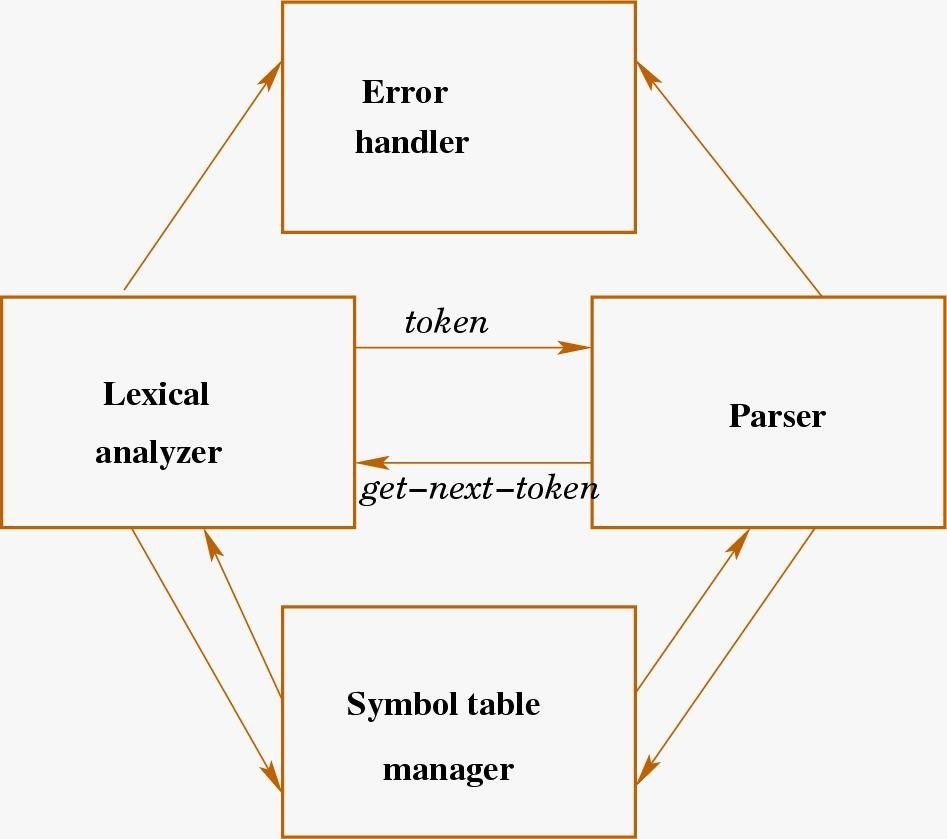 Error
handler
token
Lexical
analyzer
Parser
get-next-token
Symbol table
manager